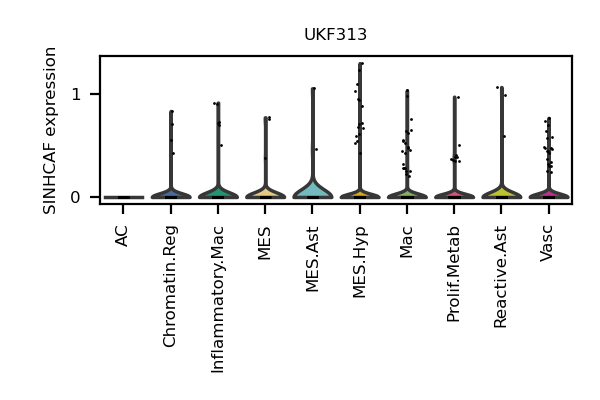 UKF313
SINHCAF expression
1
0
AC
Chromatin.Reg
Inflammatory.Mac
MES
MES.Ast
MES.Hyp
Mac
Prolif.Metab
Reactive.Ast
Vasc